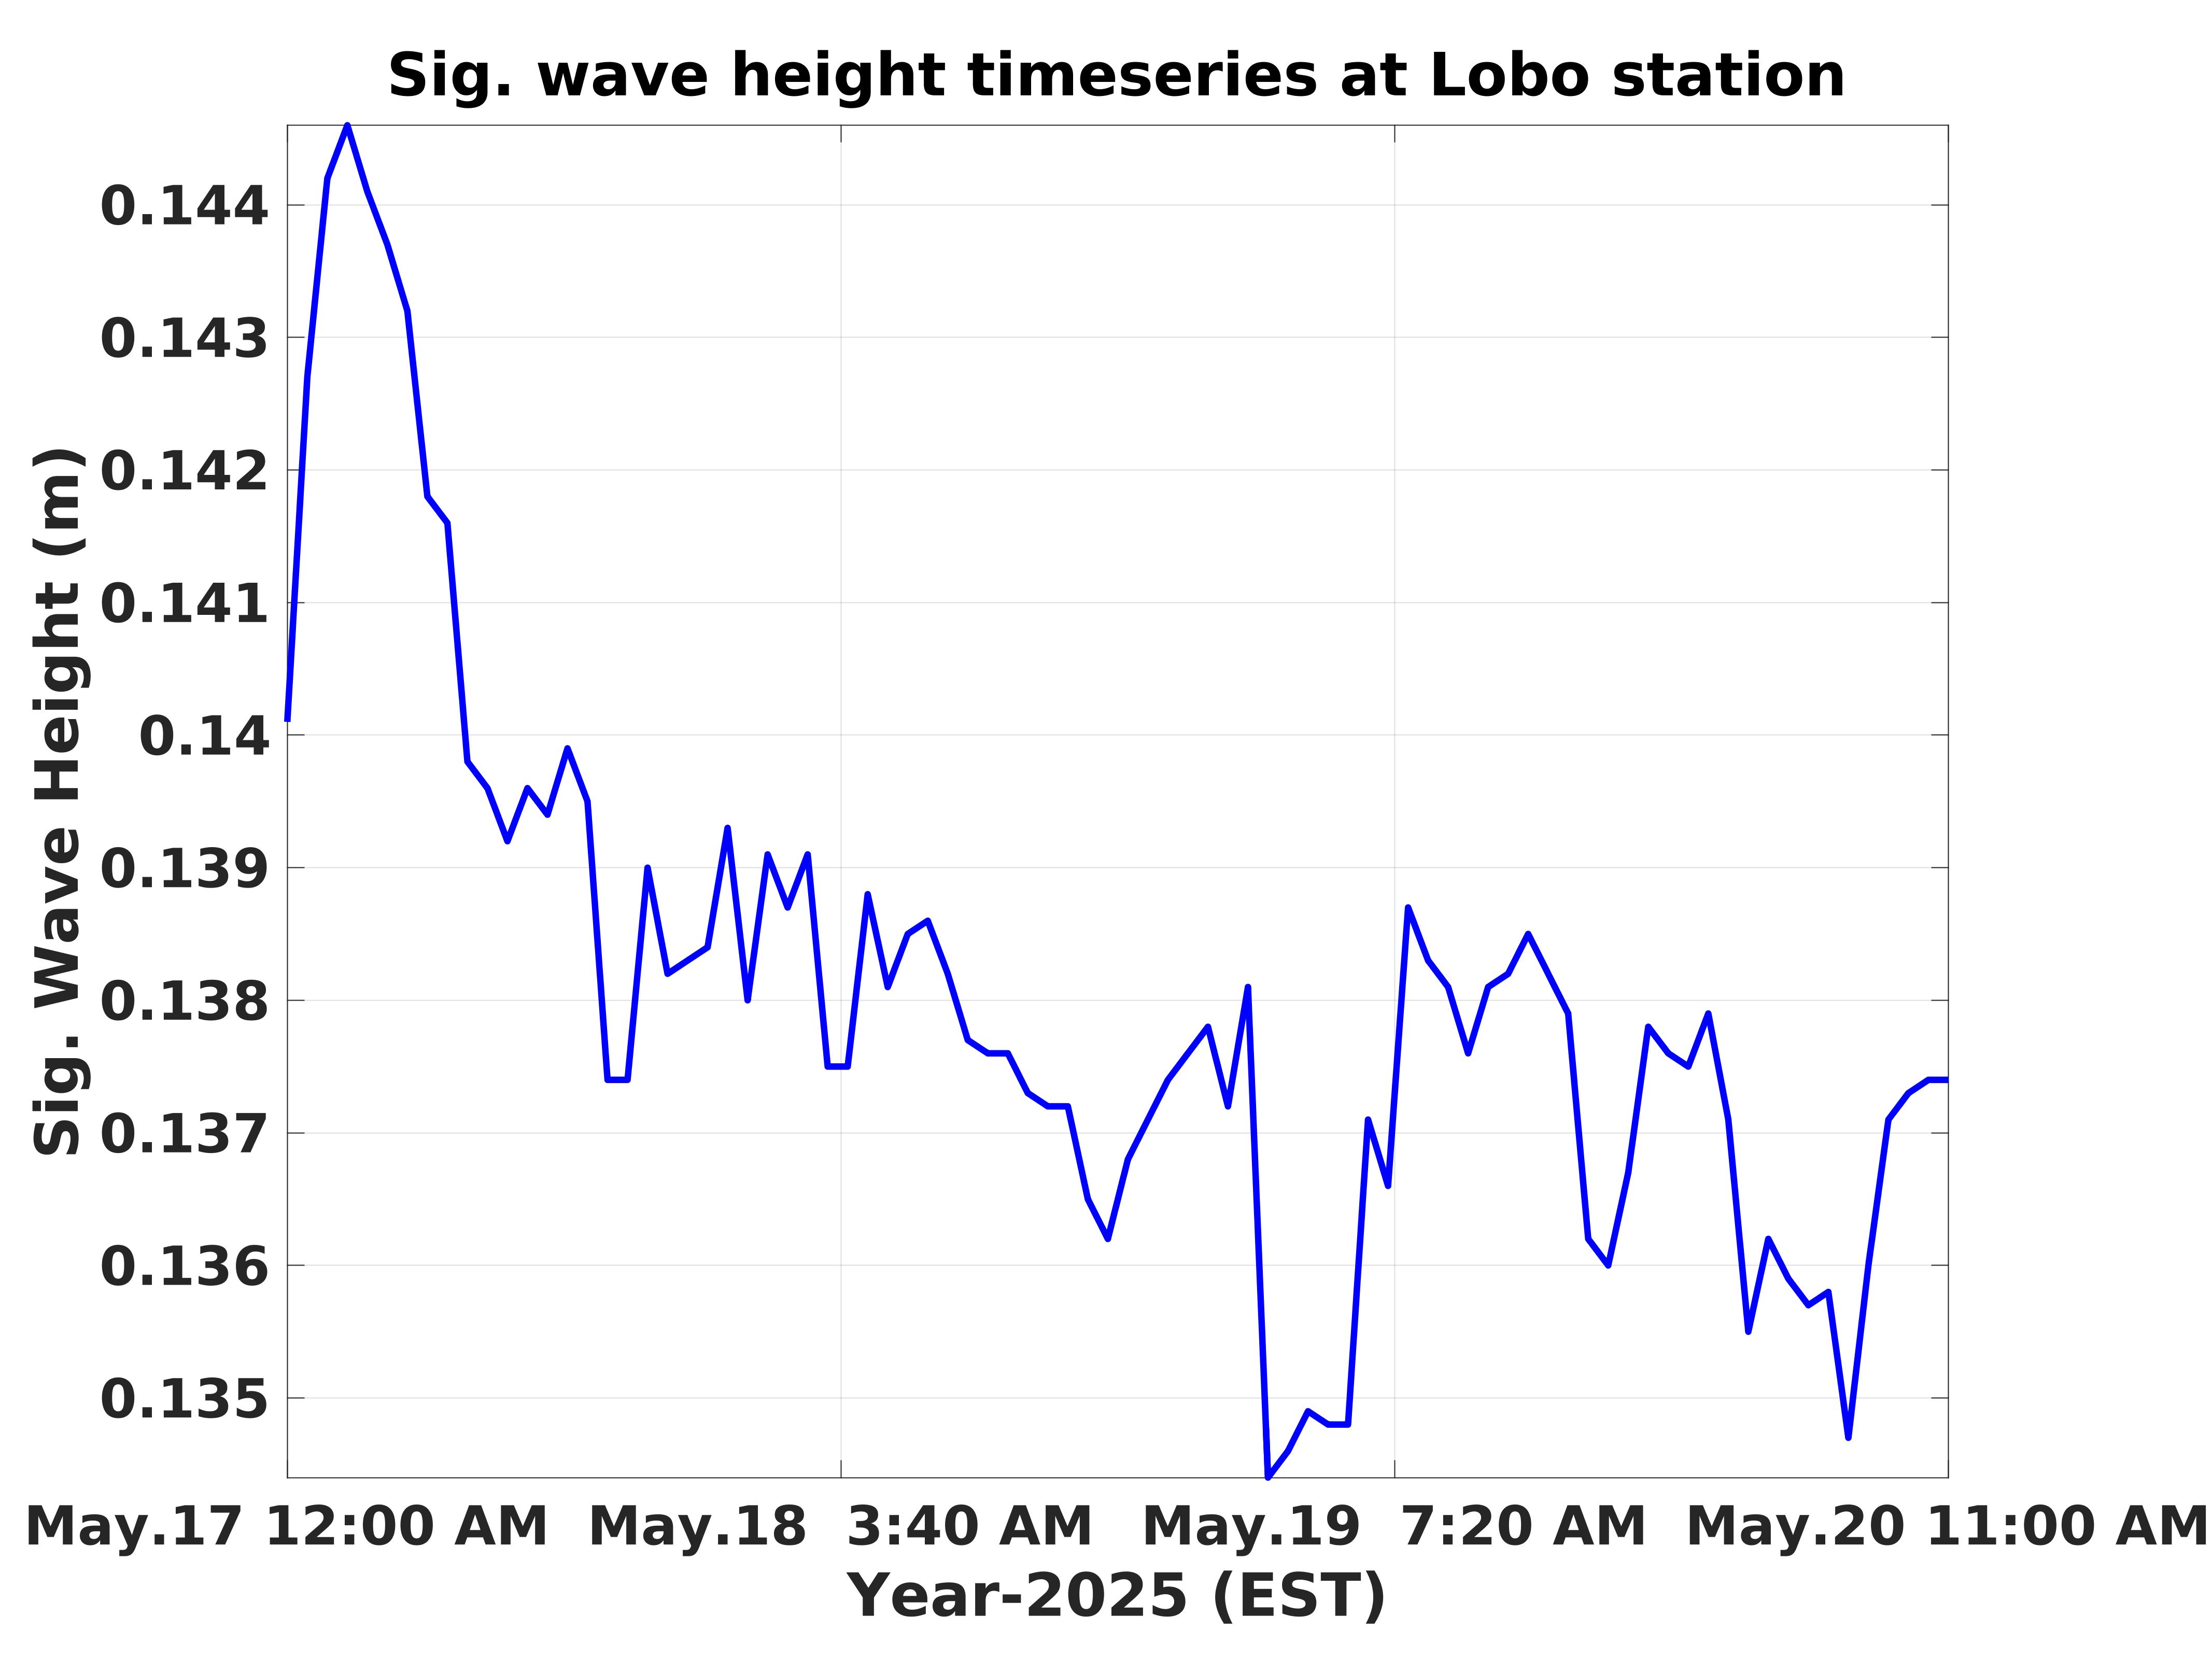 Sig. wave height timeseries at Lobo station
Sig. Wave Height (m)
0.144
0.143
0.142
0.141
0.14
0.139
0.138
0.137
0.136
0.135
May.17 12:00 AM May.18 3:40 AM May.19 7:20 AM May.20 11:00 AM
Year-2025 (EST)